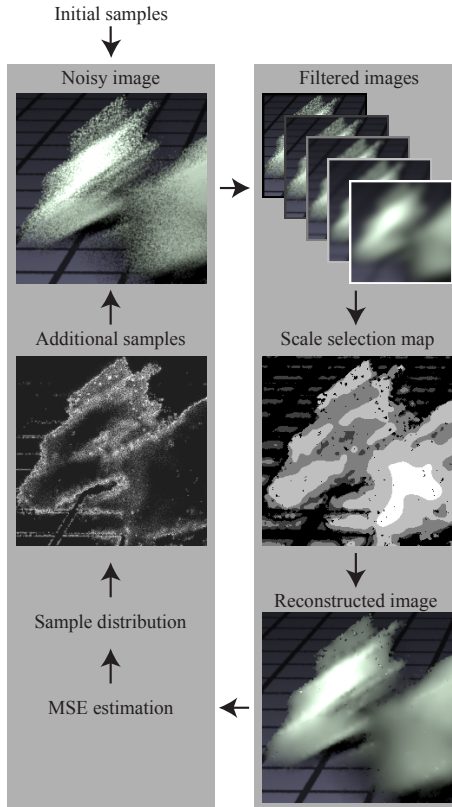 Initial samples
Noisy image
Filtered images
Additional samples
Scale selection map
Sample distribution
Reconstructed image
MSE estimation